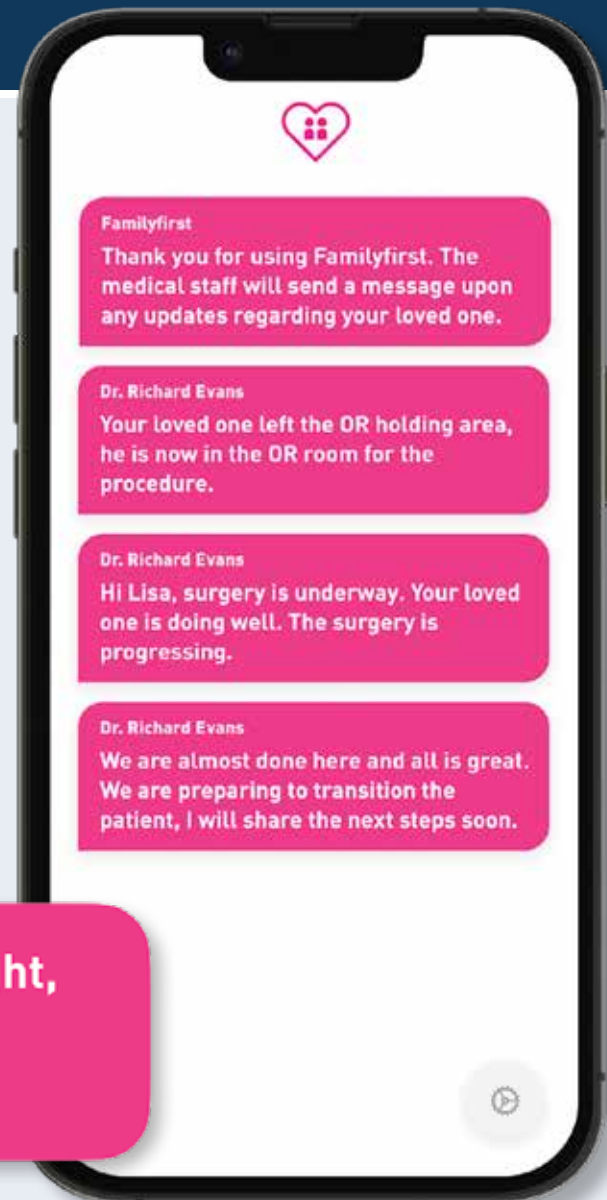 Familyfirst
Thank you for using Familyfirst. The
medical staff will send a message upon
any updates regarding your loved one.
Dr. Richard Evans
Your loved one left the OR holding area,
he is now in the OR room for the
procedure.
Dr. Richard Evans
Hi Lisa, surgery is underway. Your loved
one is doing well. The surgery is
progressing.
Dr. Richard Evans
We are almost done here and all is great.
We are preparing to transition the
patient, I will share the next steps soon.
ht,